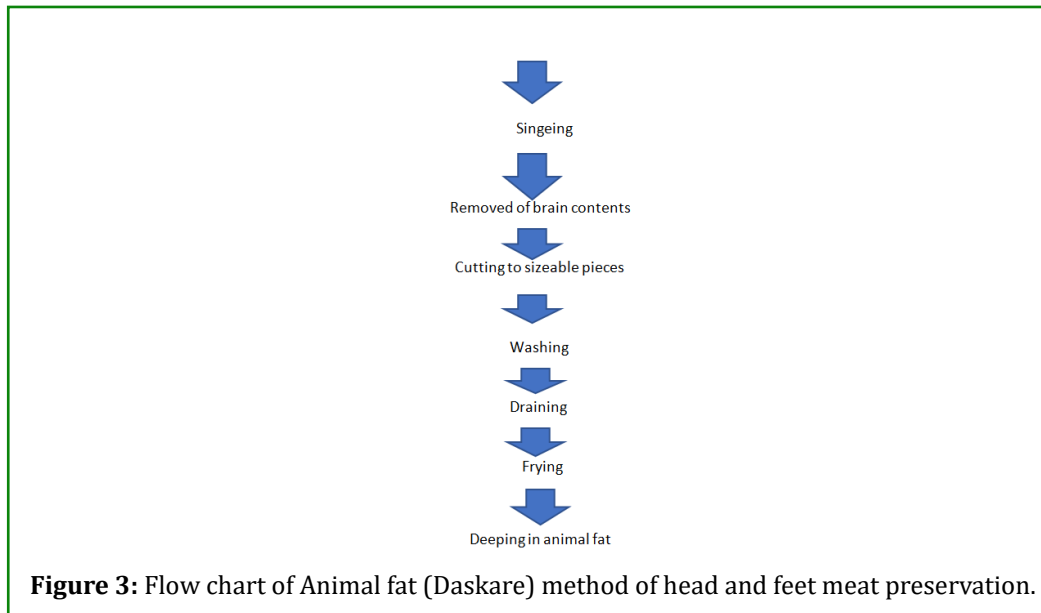 Singeing
Removed of brain contents
Cutting to sizeable pieces
Washing
Draining
Frying
Deeping in animal fat
Figure 3: Flow chart of Animal fat (Daskare) method of head and feet meat preservation.